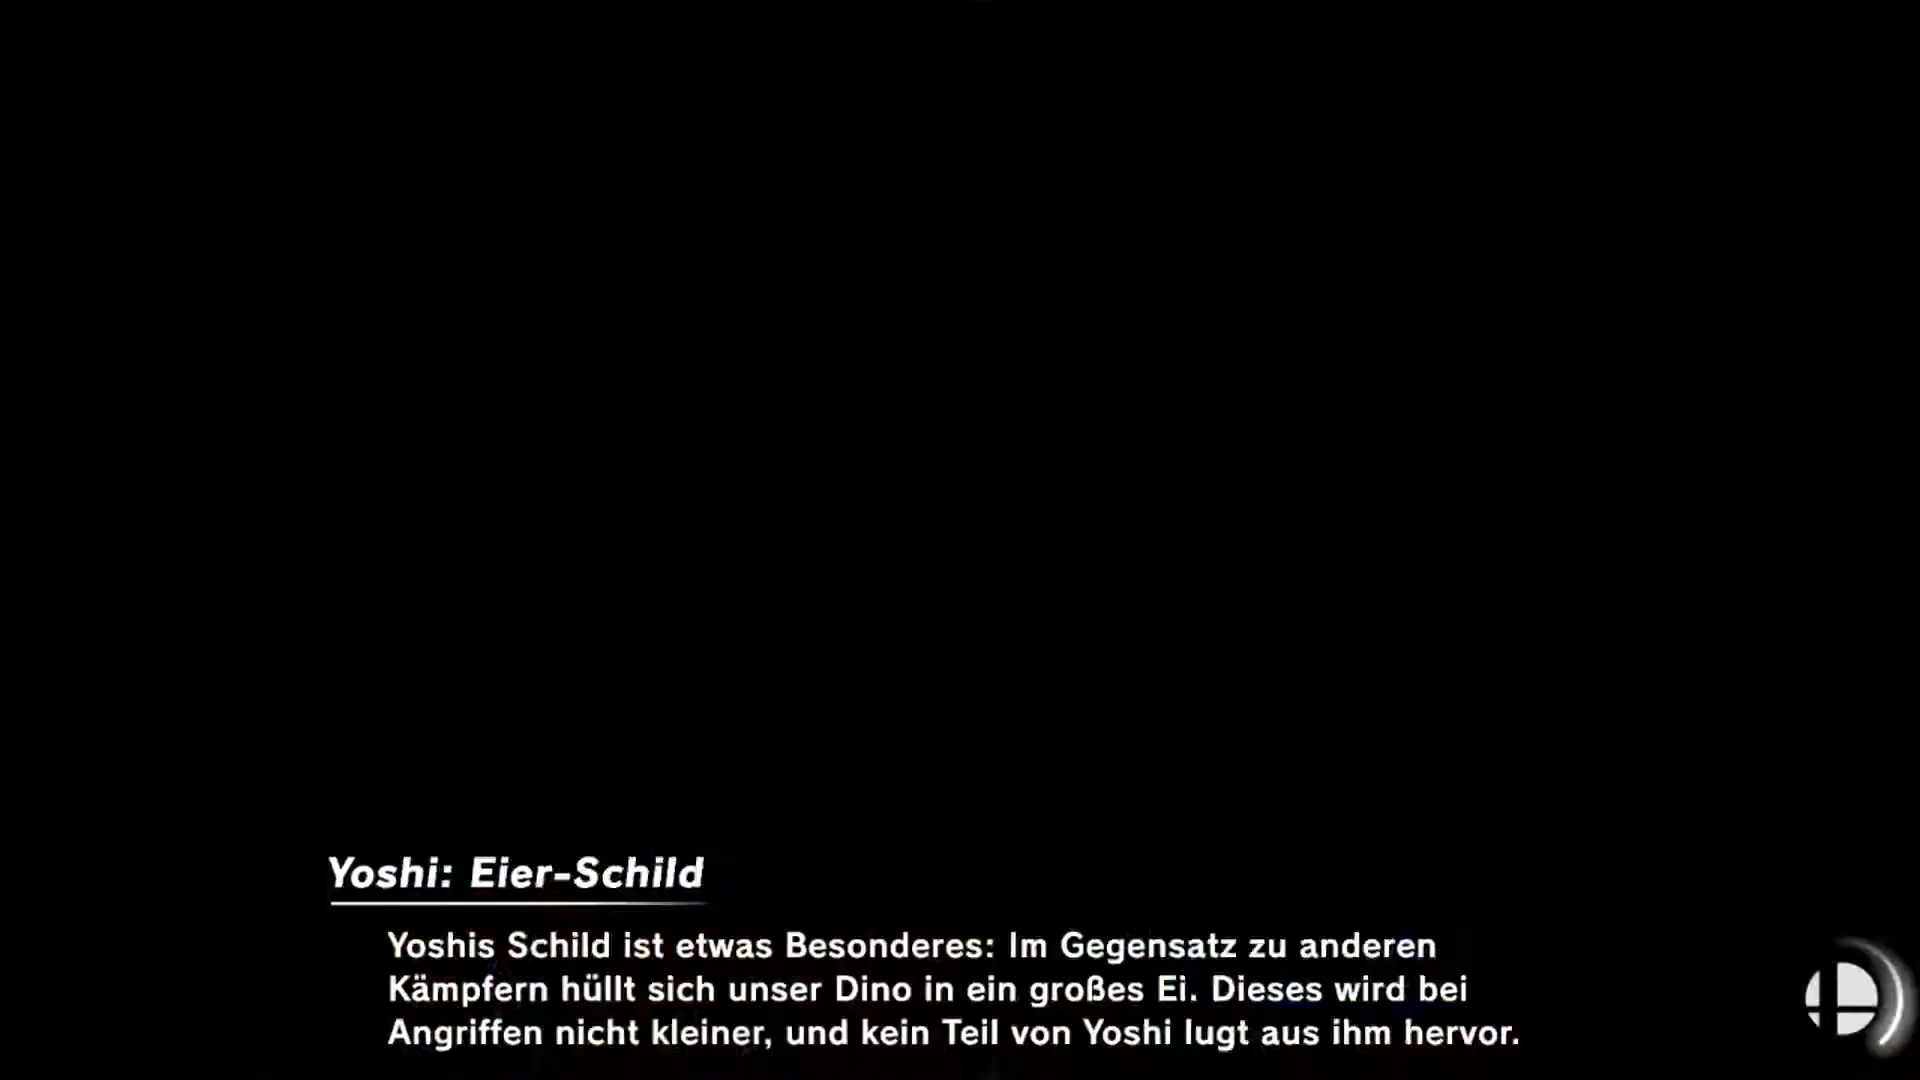 Yoshi: Eier-Schild
Yoshis Schild ist etwas Besonderes: Im Gegensatz zu anderen
Kämpfern hüllt sich unser Dino in ein großes Ei. Dieses wird bei
Angriffen nicht kleiner, und kein Teil von Yoshi lugt aus ihm hervor.